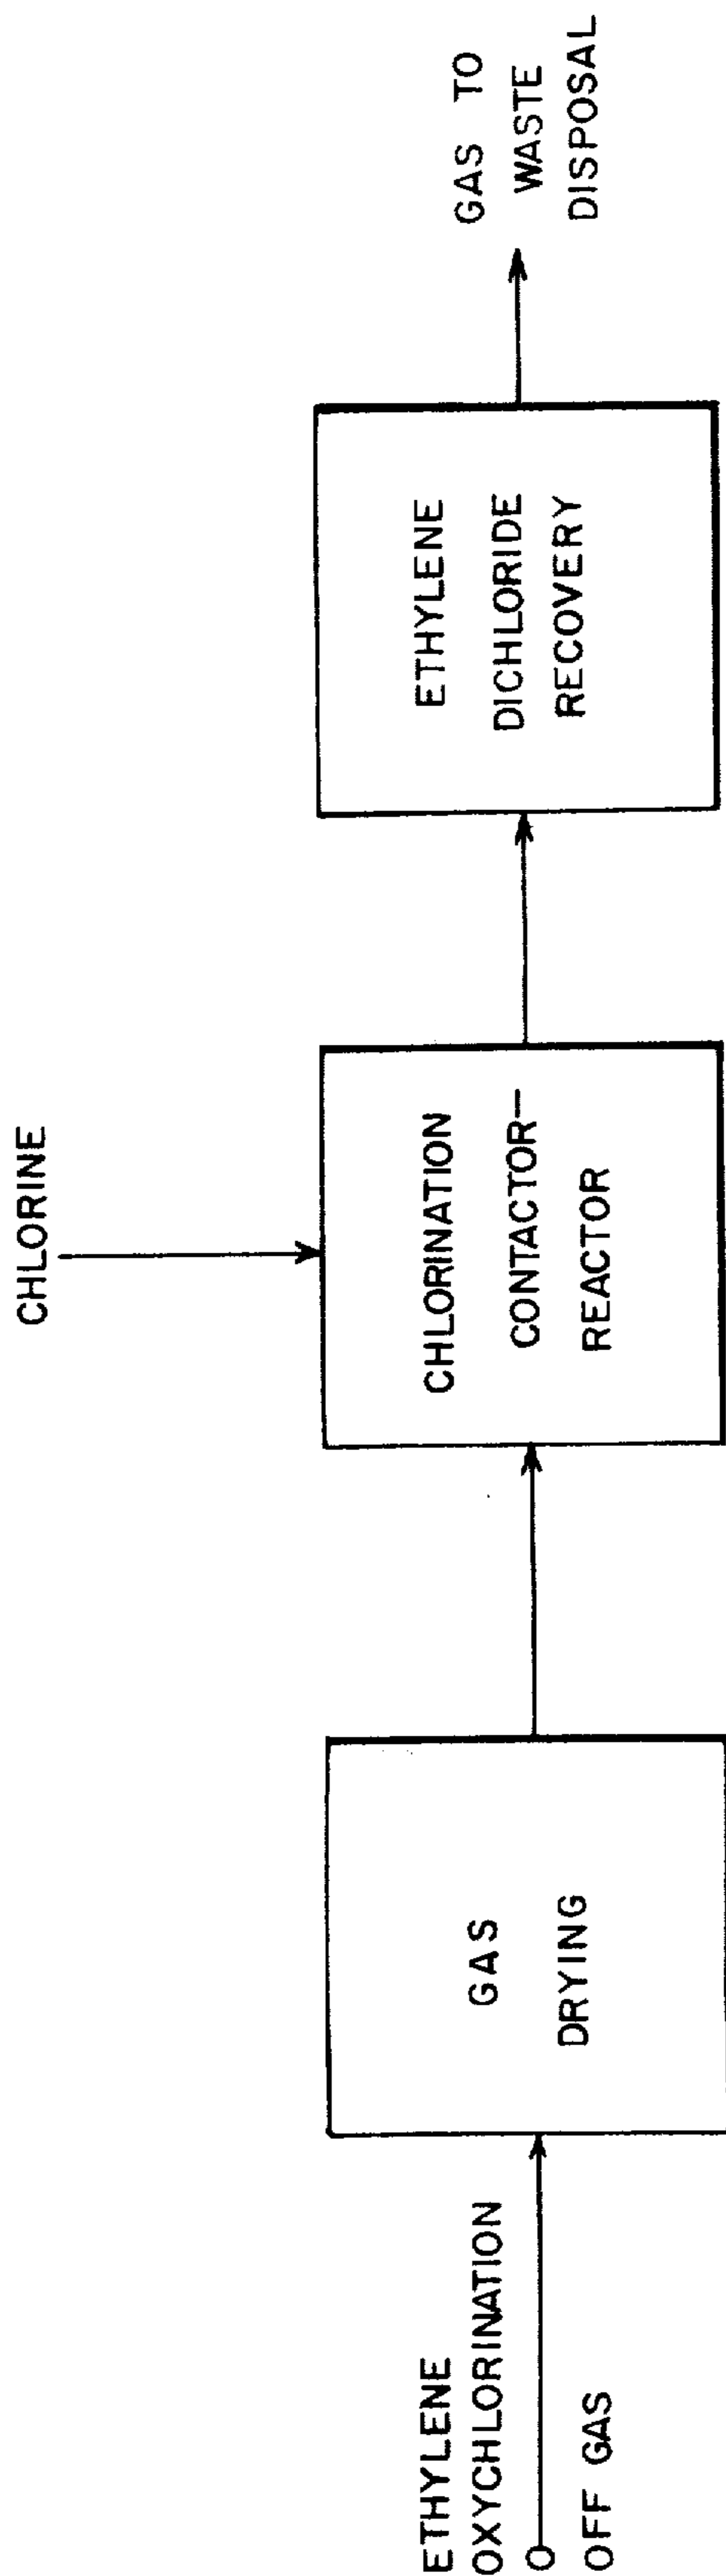 CHLORINE
ETHYLENE
OXYCHLORINATION
OFF GAS
GAS
DRYING
CHLORINATION
CONTACTOR-
REACTOR
ETHYLENE
DICHLORIDE
RECOVERY
GAS TO
WASTE
DISPOSAL